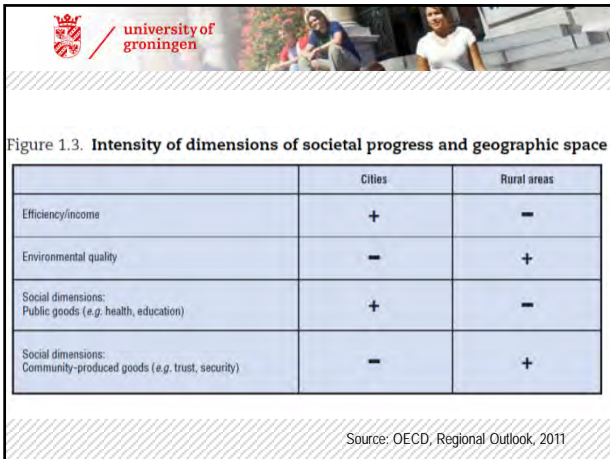 university of
groningen
Figure 1.3. Intensity of dimensions of societal progress and geographic space
Cities Rural areas
Efficiency/income + −
Environmental quality − +
Social dimensions:
Public goods (e.g. health, education) + −
Social dimensions:
Community-produced goods (e.g. trust, security) − +
Source: OECD, Regional Outlook, 2011